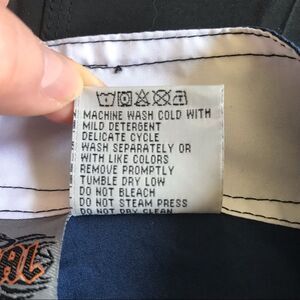 MACHINE WASH COLD WITH
MILD DETERGENT
DELICATE CYCLE
WASH SEPARATELY OR
WITH LIKE COLORS
REMOVE PROMPTLY
TUMBLE DRY LOW
DO NOT BLEACH
DO NOT STEAM PRESS
DO NOT DRY CLEAN